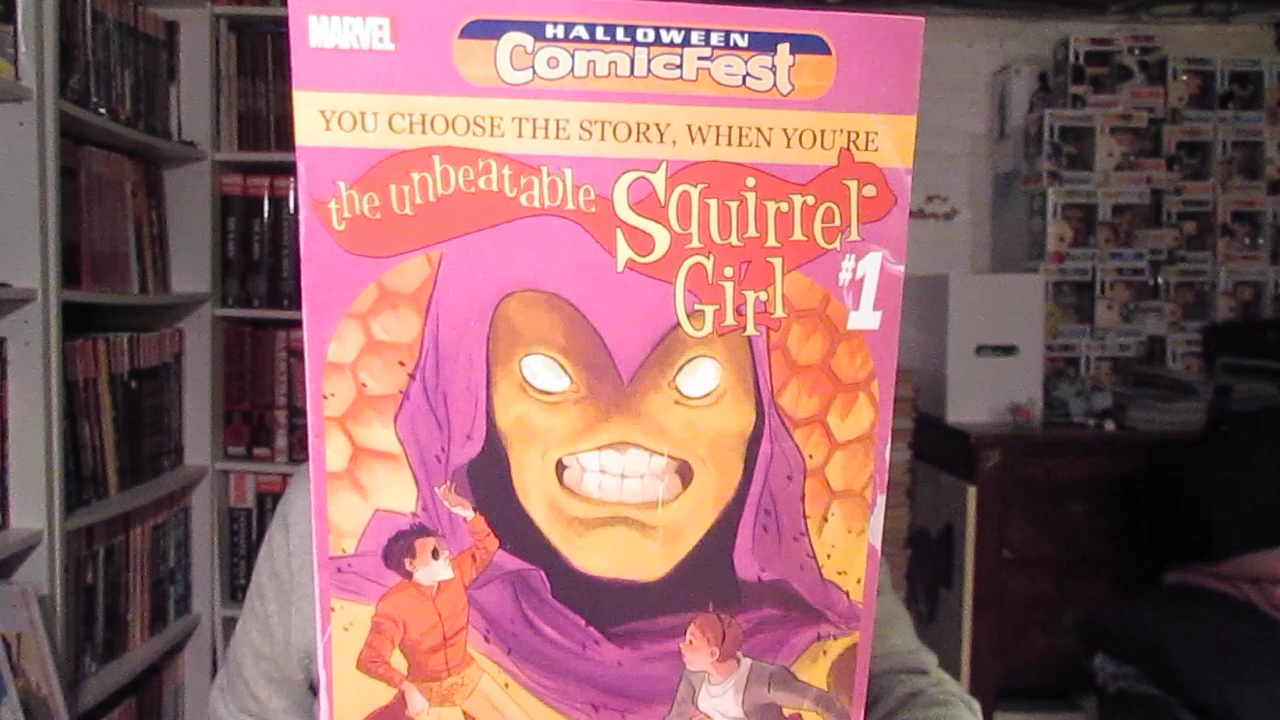 MARVEL
HALLOWEEN
ComicFest
YOU CHOOSE THE STORY, WHEN YOU'RE
the unbeatable Squirrel
Girl
#1